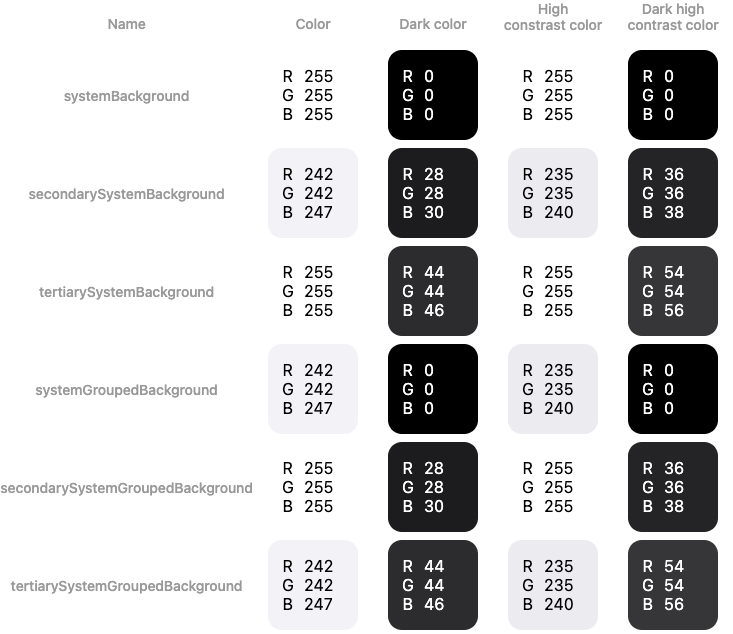 Name Color Dark color High constrast color Dark high contrast color
systemBackground
R 255 R 0 R 255 R 0
G 255 G 0 G 255 G 0
B 255 B 0 B 255 B 0
secondarySystemBackground
R 242 R 28 R 235 R 36
G 242 G 28 G 235 G 36
B 247 B 30 B 240 B 38
tertiarySystemBackground
R 255 R 44 R 255 R 54
G 255 G 44 G 255 G 54
B 255 B 46 B 255 B 56
systemGroupedBackground
R 242 R 0 R 235 R 0
G 242 G 0 G 235 G 0
B 247 B 0 B 240 B 0
secondarySystemGroupedBackground
R 255 R 28 R 255 R 36
G 255 G 28 G 255 G 36
B 255 B 30 B 255 B 38
tertiarySystemGroupedBackground
R 242 R 44 R 235 R 54
G 242 G 44 G 235 G 54
B 247 B 46 B 240 B 56